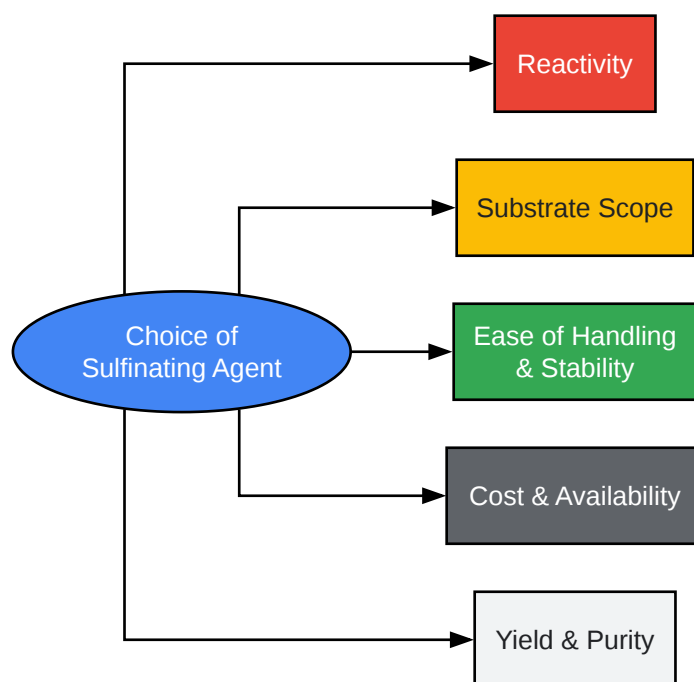 Reactivity
Substrate Scope
Choice of
Sulfinating Agent
Ease of Handling
& Stability
Cost & Availability
Yield & Purity